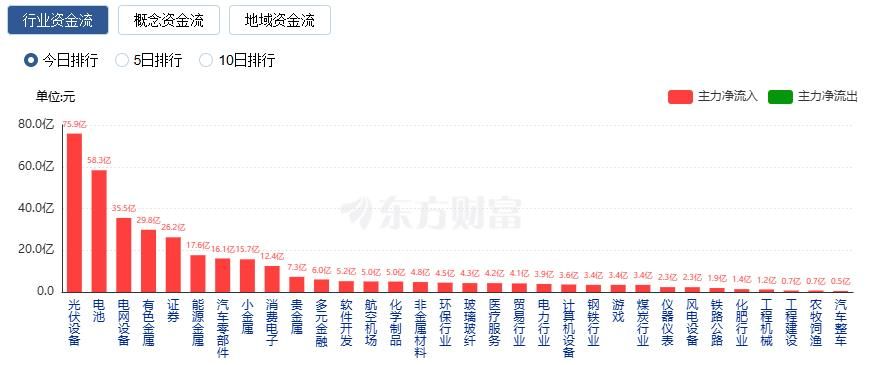 行业资金流 概念资金流 地域资金流
今日排行 5日排行 10日排行
单位:元 主力净流入 主力净流出
80.0亿
60.0亿
40.0亿
20.0亿
0.0
75.9亿 58.3亿 35.5亿 29.8亿 26.2亿 17.6亿 16.1亿 15.7亿 12.4亿 7.3亿 6.0亿 5.2亿 5.0亿 5.0亿 4.8亿 4.5亿 4.3亿 4.2亿 4.1亿 3.9亿 3.6亿 3.4亿 3.4亿 3.4亿 2.3亿 2.3亿 1.9亿 1.4亿 1.2亿 0.7亿 0.7亿 0.5亿
东方财富
光伏设备
电池
电网设备
有色金属
证券
能源金属
汽车零部件
小金属
消费电子
贵金属
多元金融
软件开发
航空机场
化学制品
非金属材料
环保行业
玻璃玻纤
医疗服务
贸易行业
电力行业
计算机设备
钢铁行业
游戏
煤炭行业
仪器仪表
风电设备
铁路公路
化肥行业
工程机械
工程建设
农牧饲渔
汽车整车